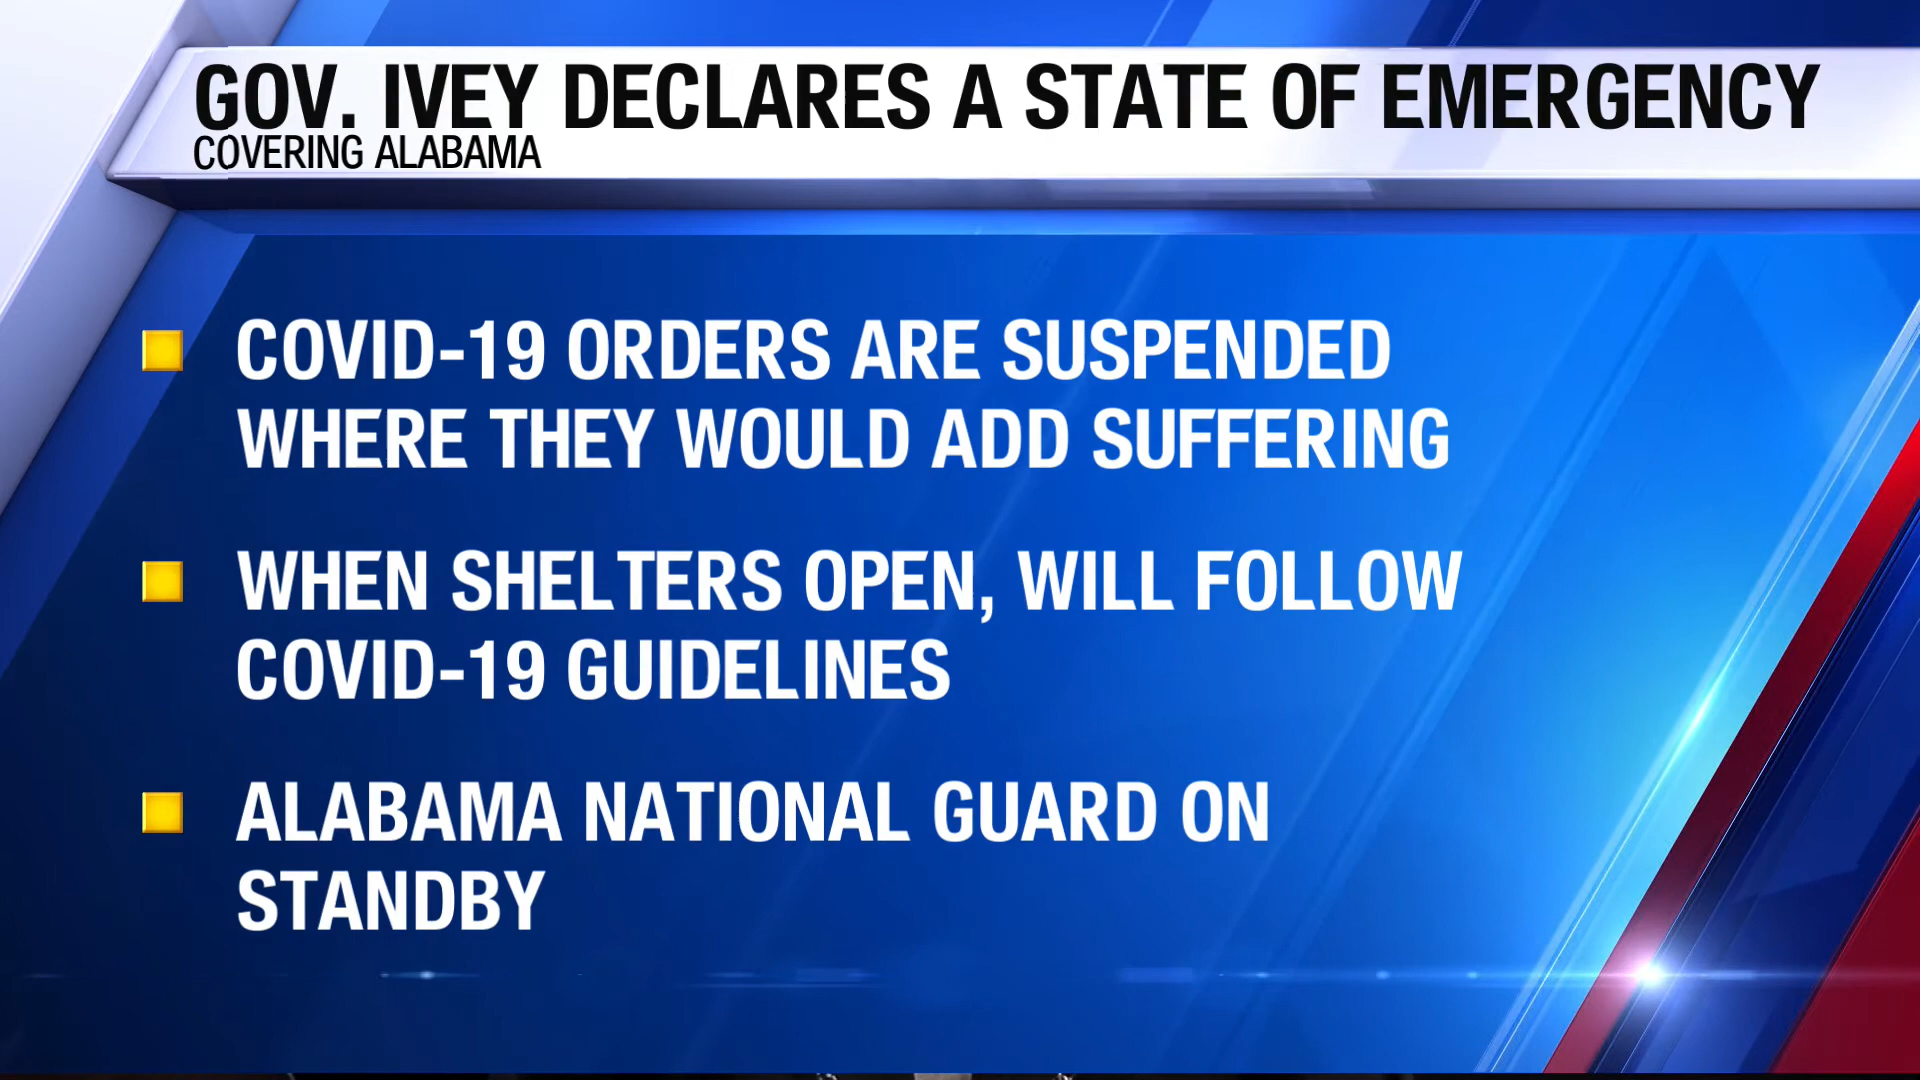 GOV. IVEY DECLARES A STATE OF EMERGENCY
COVERING ALABAMA
COVID-19 ORDERS ARE SUSPENDED
WHERE THEY WOULD ADD SUFFERING
WHEN SHELTERS OPEN, WILL FOLLOW
COVID-19 GUIDELINES
ALABAMA NATIONAL GUARD ON
STANDBY